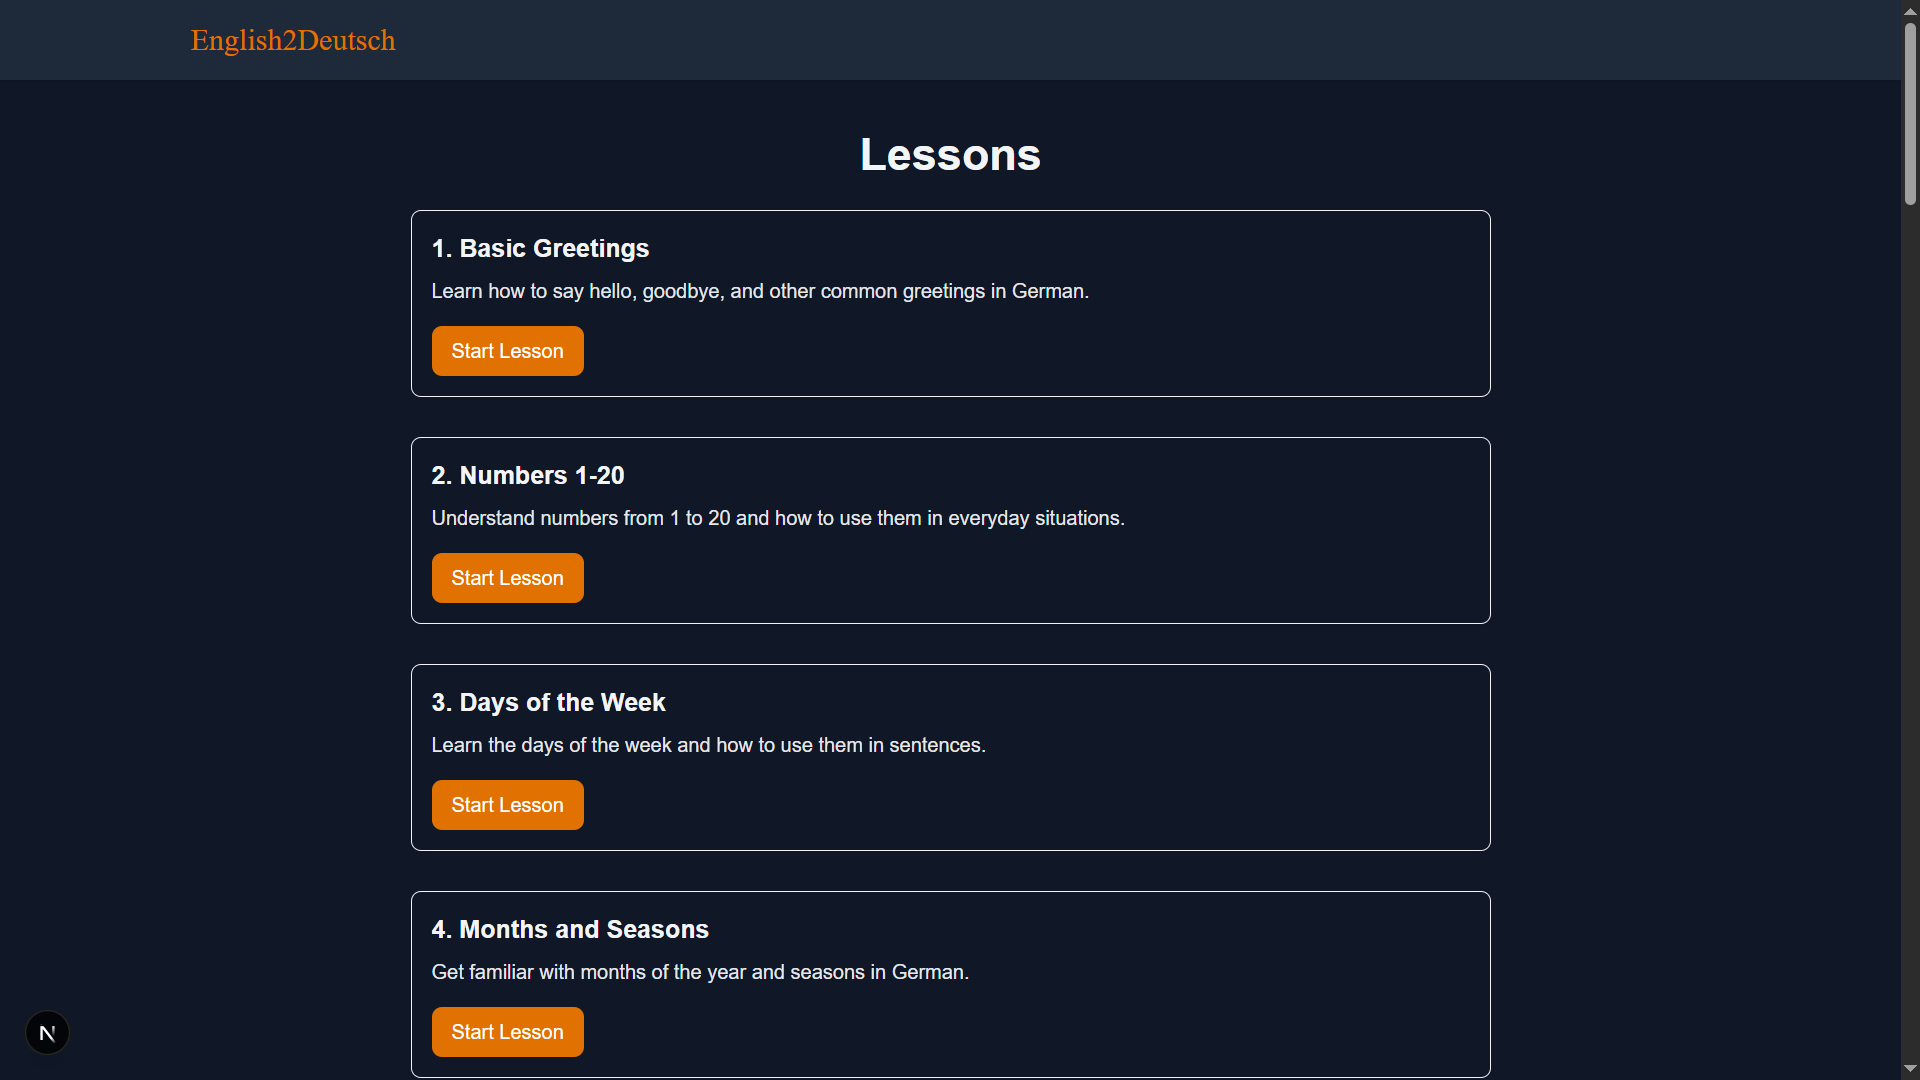 English2Deutsch
Lessons
1. Basic Greetings
Learn how to say hello, goodbye, and other common greetings in German.
Start Lesson
2. Numbers 1-20
Understand numbers from 1 to 20 and how to use them in everyday situations.
Start Lesson
3. Days of the Week
Learn the days of the week and how to use them in sentences.
Start Lesson
4. Months and Seasons
Get familiar with months of the year and seasons in German.
Start Lesson
N